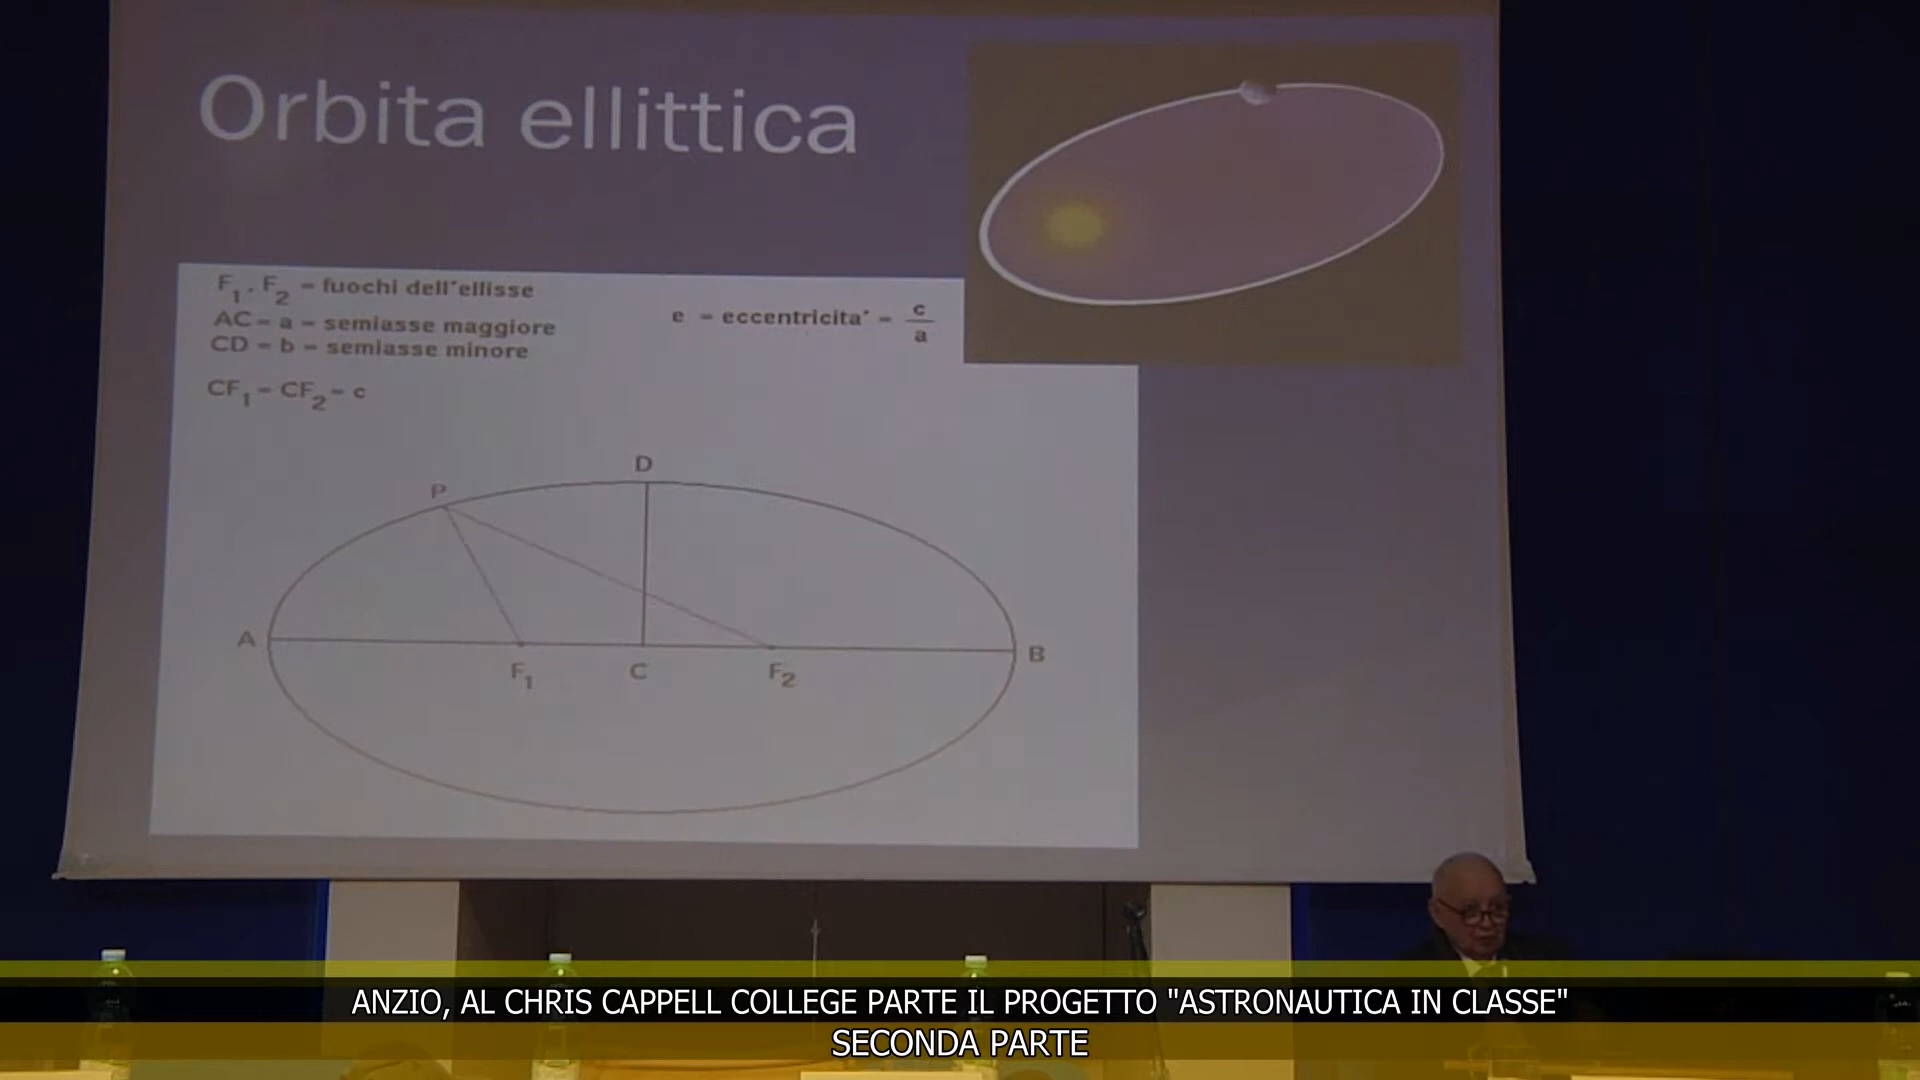 Orbita ellittica
F1 . F2 = fuochi dell'ellisse
AC = a = semiasse maggiore
CD = b = semiasse minore
CF1 = CF2 = c
e = eccentricita' = c
a
D
P
A
F1
C
F2
B
ANZIO, AL CHRIS CAPPELL COLLEGE PARTE IL PROGETTO "ASTRONAUTICA IN CLASSE"
SECONDA PARTE